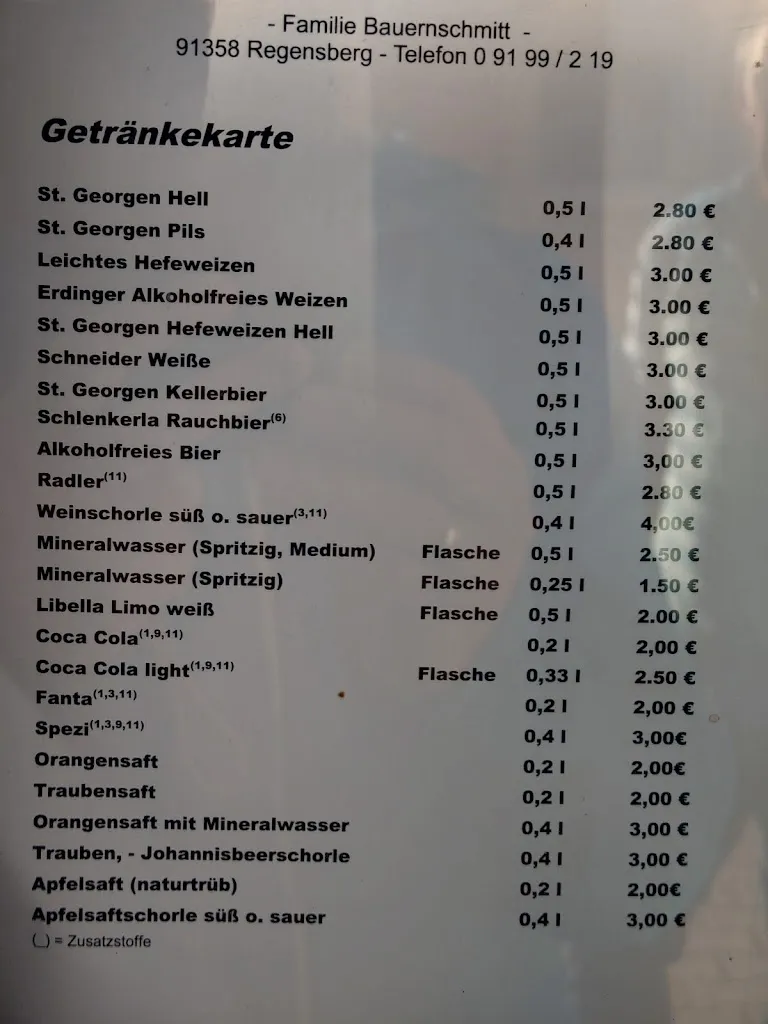 - Familie Bauernschmitt -
91358 Regensberg - Telefon 0 91 99 / 2 19
Getränkekarte
St. Georgen Hell 0,5 l 2.80 €
St. Georgen Pils 0,4 l 2.80 €
Leichtes Hefeweizen 0,5 l 3.00 €
Erdinger Alkoholfreies Weizen 0,5 l 3.00 €
St. Georgen Hefeweizen Hell 0,5 l 3.00 €
Schneider Weiße 0,5 l 3.00 €
St. Georgen Kellerbier 0,5 l 3.00 €
Schlenkerla Rauchbier(6) 0,5 l 3.30 €
Alkoholfreies Bier 0,5 l 3,00 €
Radler(11) 0,5 l 2.80 €
Weinschorle süß o. sauer(3,11) 0,4 l 4,00€
Mineralwasser (Spritzig, Medium) Flasche 0,5 l 2.50 €
Mineralwasser (Spritzig) Flasche 0,25 l 1.50 €
Libella Limo weiß Flasche 0,5 l 2.00 €
Coca Cola(1,9,11) 0,2 l 2,00 €
Coca Cola light(1,9,11) Flasche 0,33 l 2.50 €
Fanta(1,3,11) 0,2 l 2,00 €
Spezi(1,3,9,11) 0,4 l 3,00€
Orangensaft 0,2 l 2,00€
Traubensaft 0,2 l 2,00 €
Orangensaft mit Mineralwasser 0,4 l 3,00 €
Trauben, - Johannisbeerschorle 0,4 l 3,00 €
Apfelsaft (naturtrüb) 0,2 l 2,00€
Apfelsaftschorle süß o. sauer 0,4 l 3,00 €
(_) = Zusatzstoffe